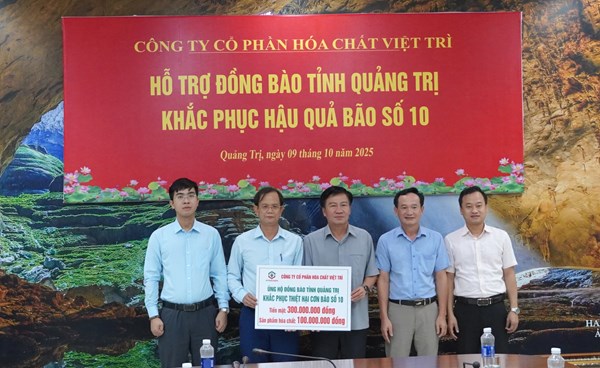 CÔNG TY CỔ PHẦN HÓA CHẤT VIỆT TRÌ
HỖ TRỢ ĐỒNG BÀO TỈNH QUẢNG TRỊ
KHẮC PHỤC HẬU QUẢ BÃO SỐ 10
Quảng Trị, ngày 09 tháng 10 năm 2025
CÔNG TY CỔ PHẦN HÓA CHẤT VIỆT TRÌ
ỦNG HỘ ĐỒNG BÀO TỈNH QUẢNG TRỊ
KHẮC PHỤC THIỆT HẠI CƠN BÃO SỐ 10
Tiền mặt: 300.000.000 đồng
Sản phẩm hóa chất: 100.000.000 đồng